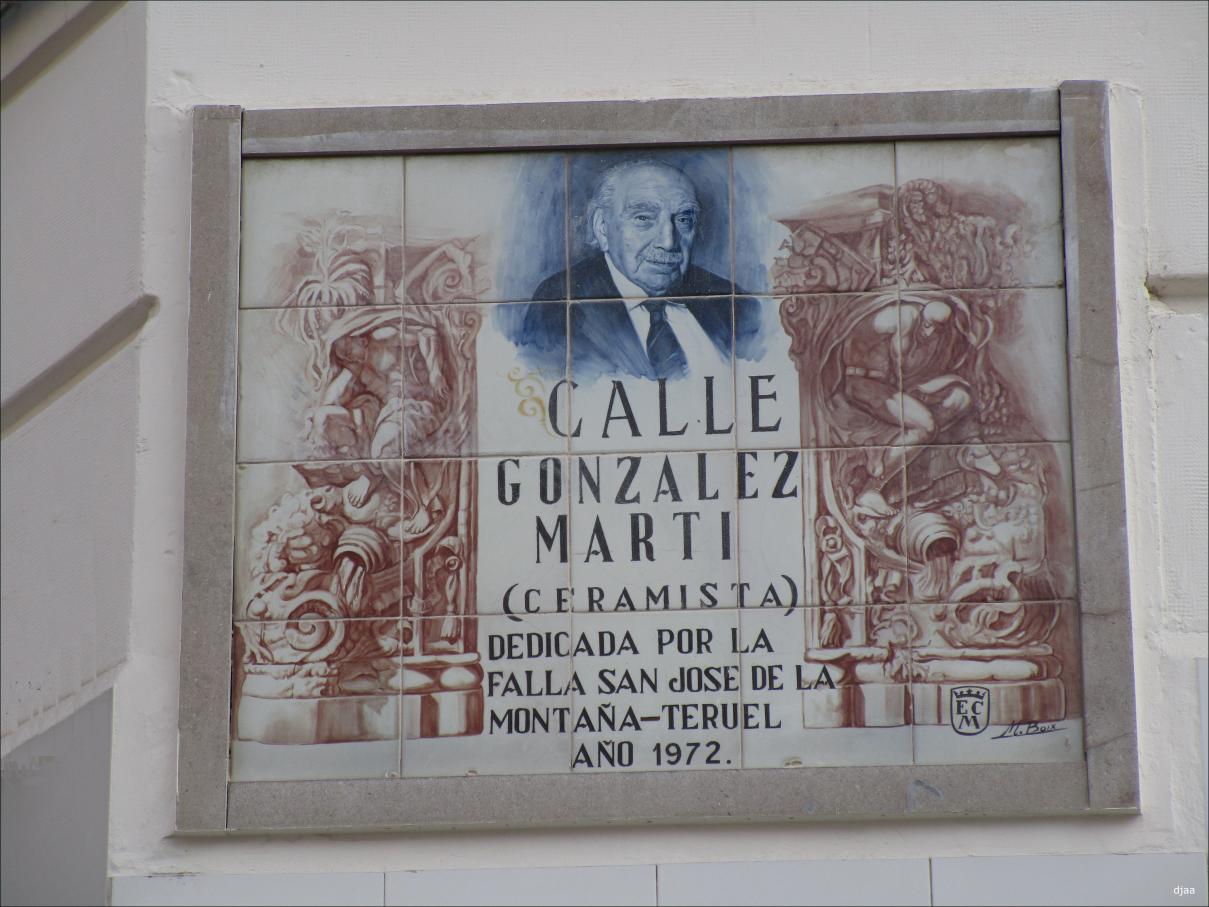 CALLE
GONZALEZ
MARTI
(CERAMISTA)
DEDICADA POR LA
FALLA SAN JOSE DE LA
MONTAÑA-TERUEL
AÑO 1972.
ECM
M. Boix
djaa